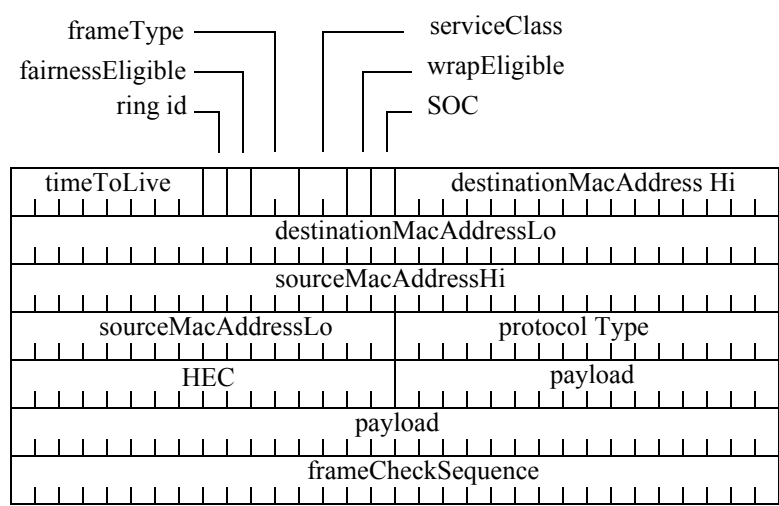 frameType serviceClass
fairnessEligible wrapEligible
ring id SOC
timeToLive destinationMacAddress Hi
destinationMacAddressLo
sourceMacAddressHi
sourceMacAddressLo protocol Type
HEC payload
payload
frameCheckSequence